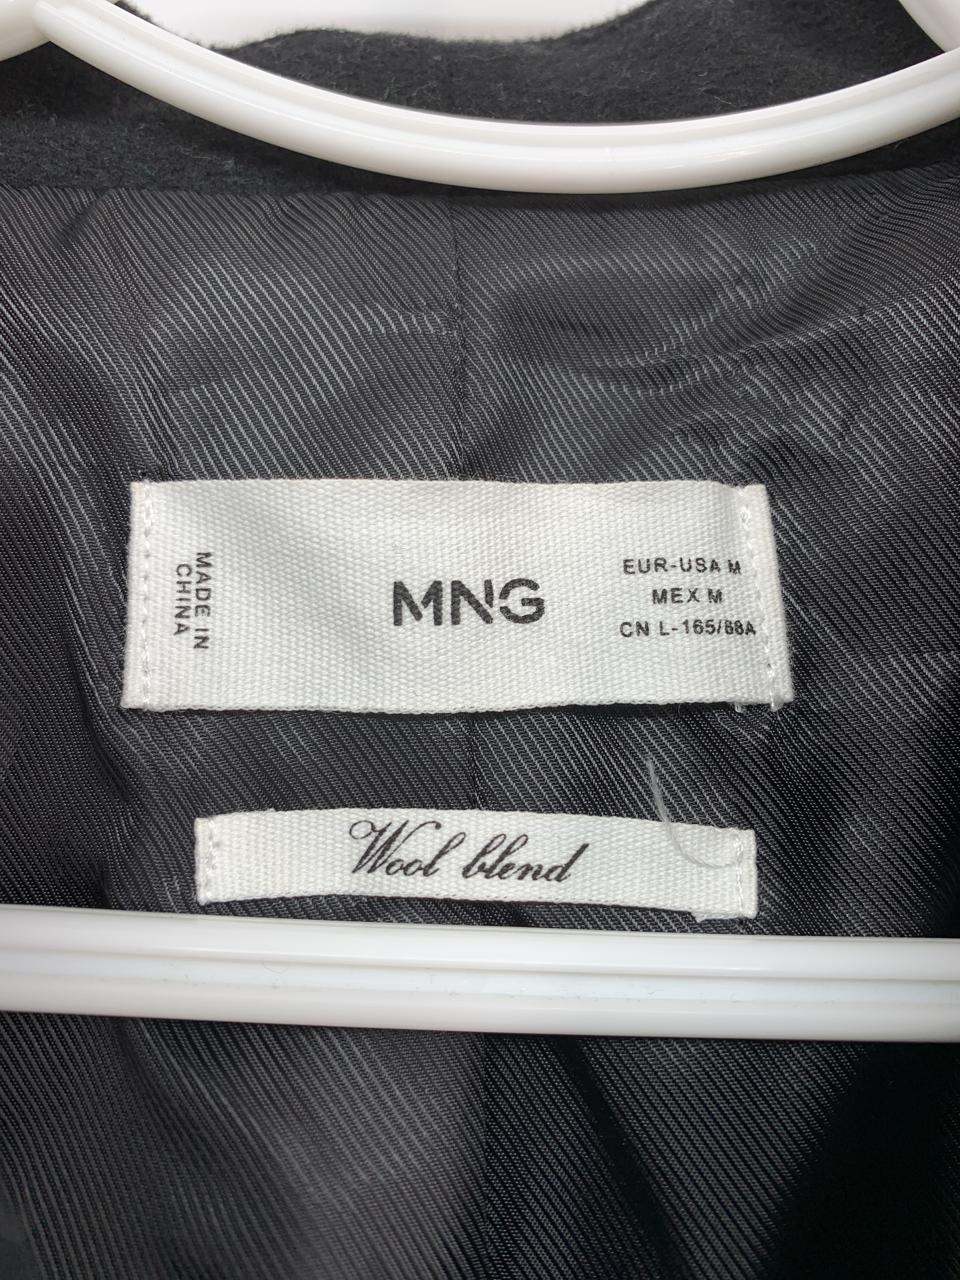 MADE IN
CHINA
MNG
EUR-USA M
MEX M
CN L-165/88A
Wool blend